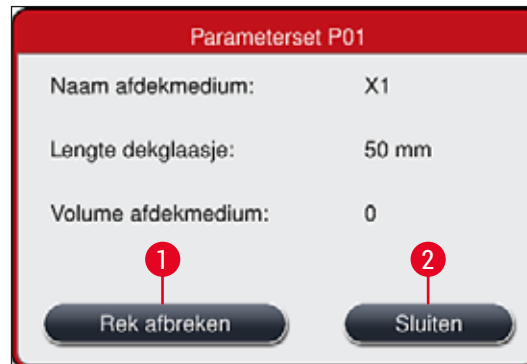 Parameterset P01
Naam afdekmedium: X1
Lengte dekglaasje: 50 mm
Volume afdekmedium: 0
1 2
Rek afbreken Sluiten